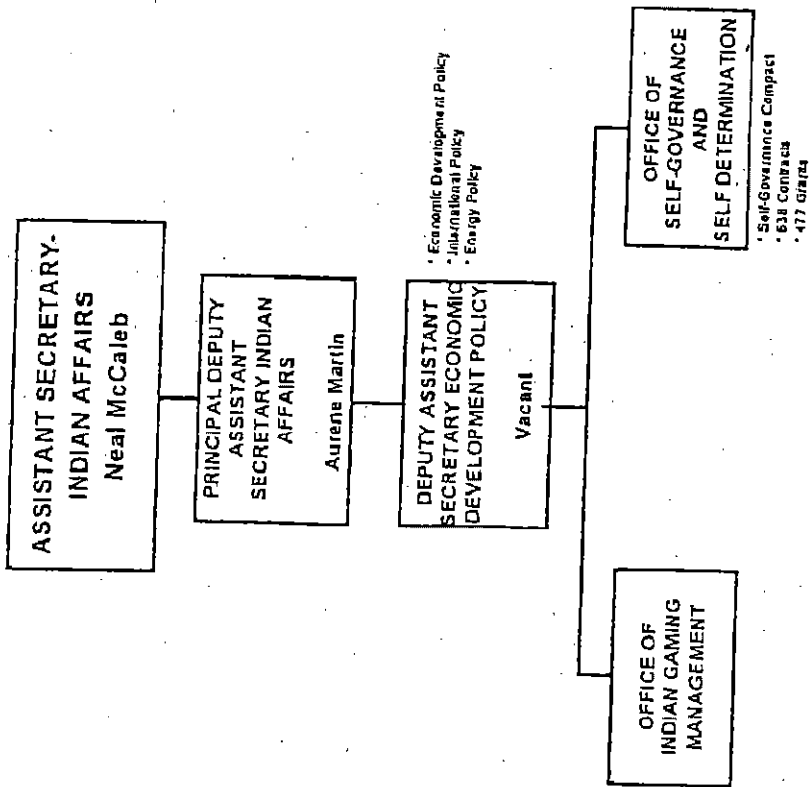 ASSISTANT SECRETARY-
INDIAN AFFAIRS
Neal McCaleb
PRINCIPAL DEPUTY
ASSISTANT
SECRETARY INDIAN
AFFAIRS
Aurene Martin
DEPUTY ASSISTANT
SECRETARY ECONOMIC
DEVELOPMENT POLICY
Vacant
* Economic Development Policy
* International Policy
* Energy Policy
OFFICE OF
INDIAN GAMING
MANAGEMENT
OFFICE OF
SELF-GOVERNANCE
AND
SELF DETERMINATION
* Self-Governance Compact
* 638 Contracts
* 477 Grants